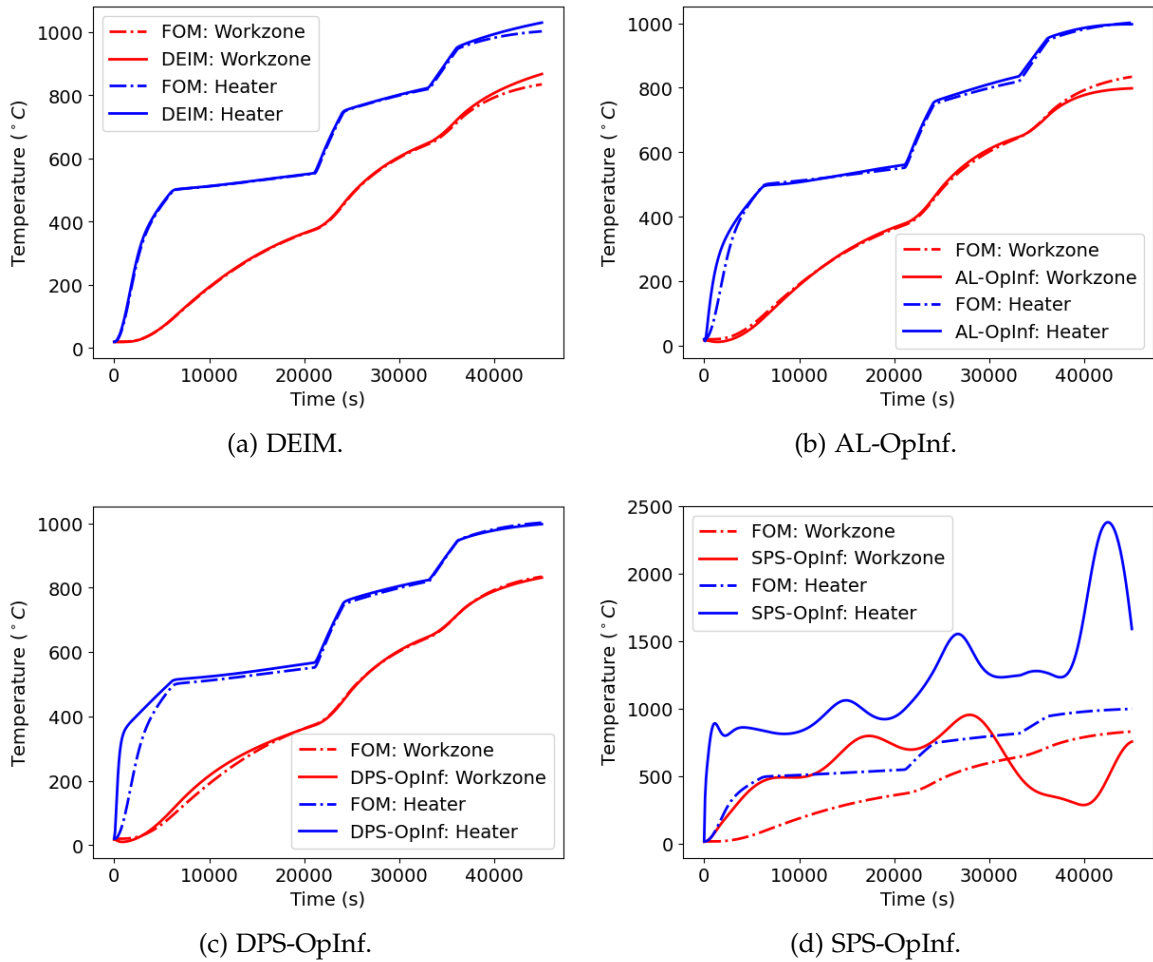 FOM: Workzone
DEIM: Workzone
FOM: Heater
DEIM: Heater
Temperature (°C)
1000
800
600
400
200
0
0 10000 20000 30000 40000
Time (s)
(a) DEIM.
FOM: Workzone
AL-OpInf: Workzone
FOM: Heater
AL-OpInf: Heater
Temperature (°C)
1000
800
600
400
200
0
0 10000 20000 30000 40000
Time (s)
(b) AL-OpInf.
FOM: Workzone
DPS-OpInf: Workzone
FOM: Heater
DPS-OpInf: Heater
Temperature (°C)
1000
800
600
400
200
0
0 10000 20000 30000 40000
Time (s)
(c) DPS-OpInf.
FOM: Workzone
SPS-OpInf: Workzone
FOM: Heater
SPS-OpInf: Heater
Temperature (°C)
2500
2000
1500
1000
500
0
0 10000 20000 30000 40000
Time (s)
(d) SPS-OpInf.